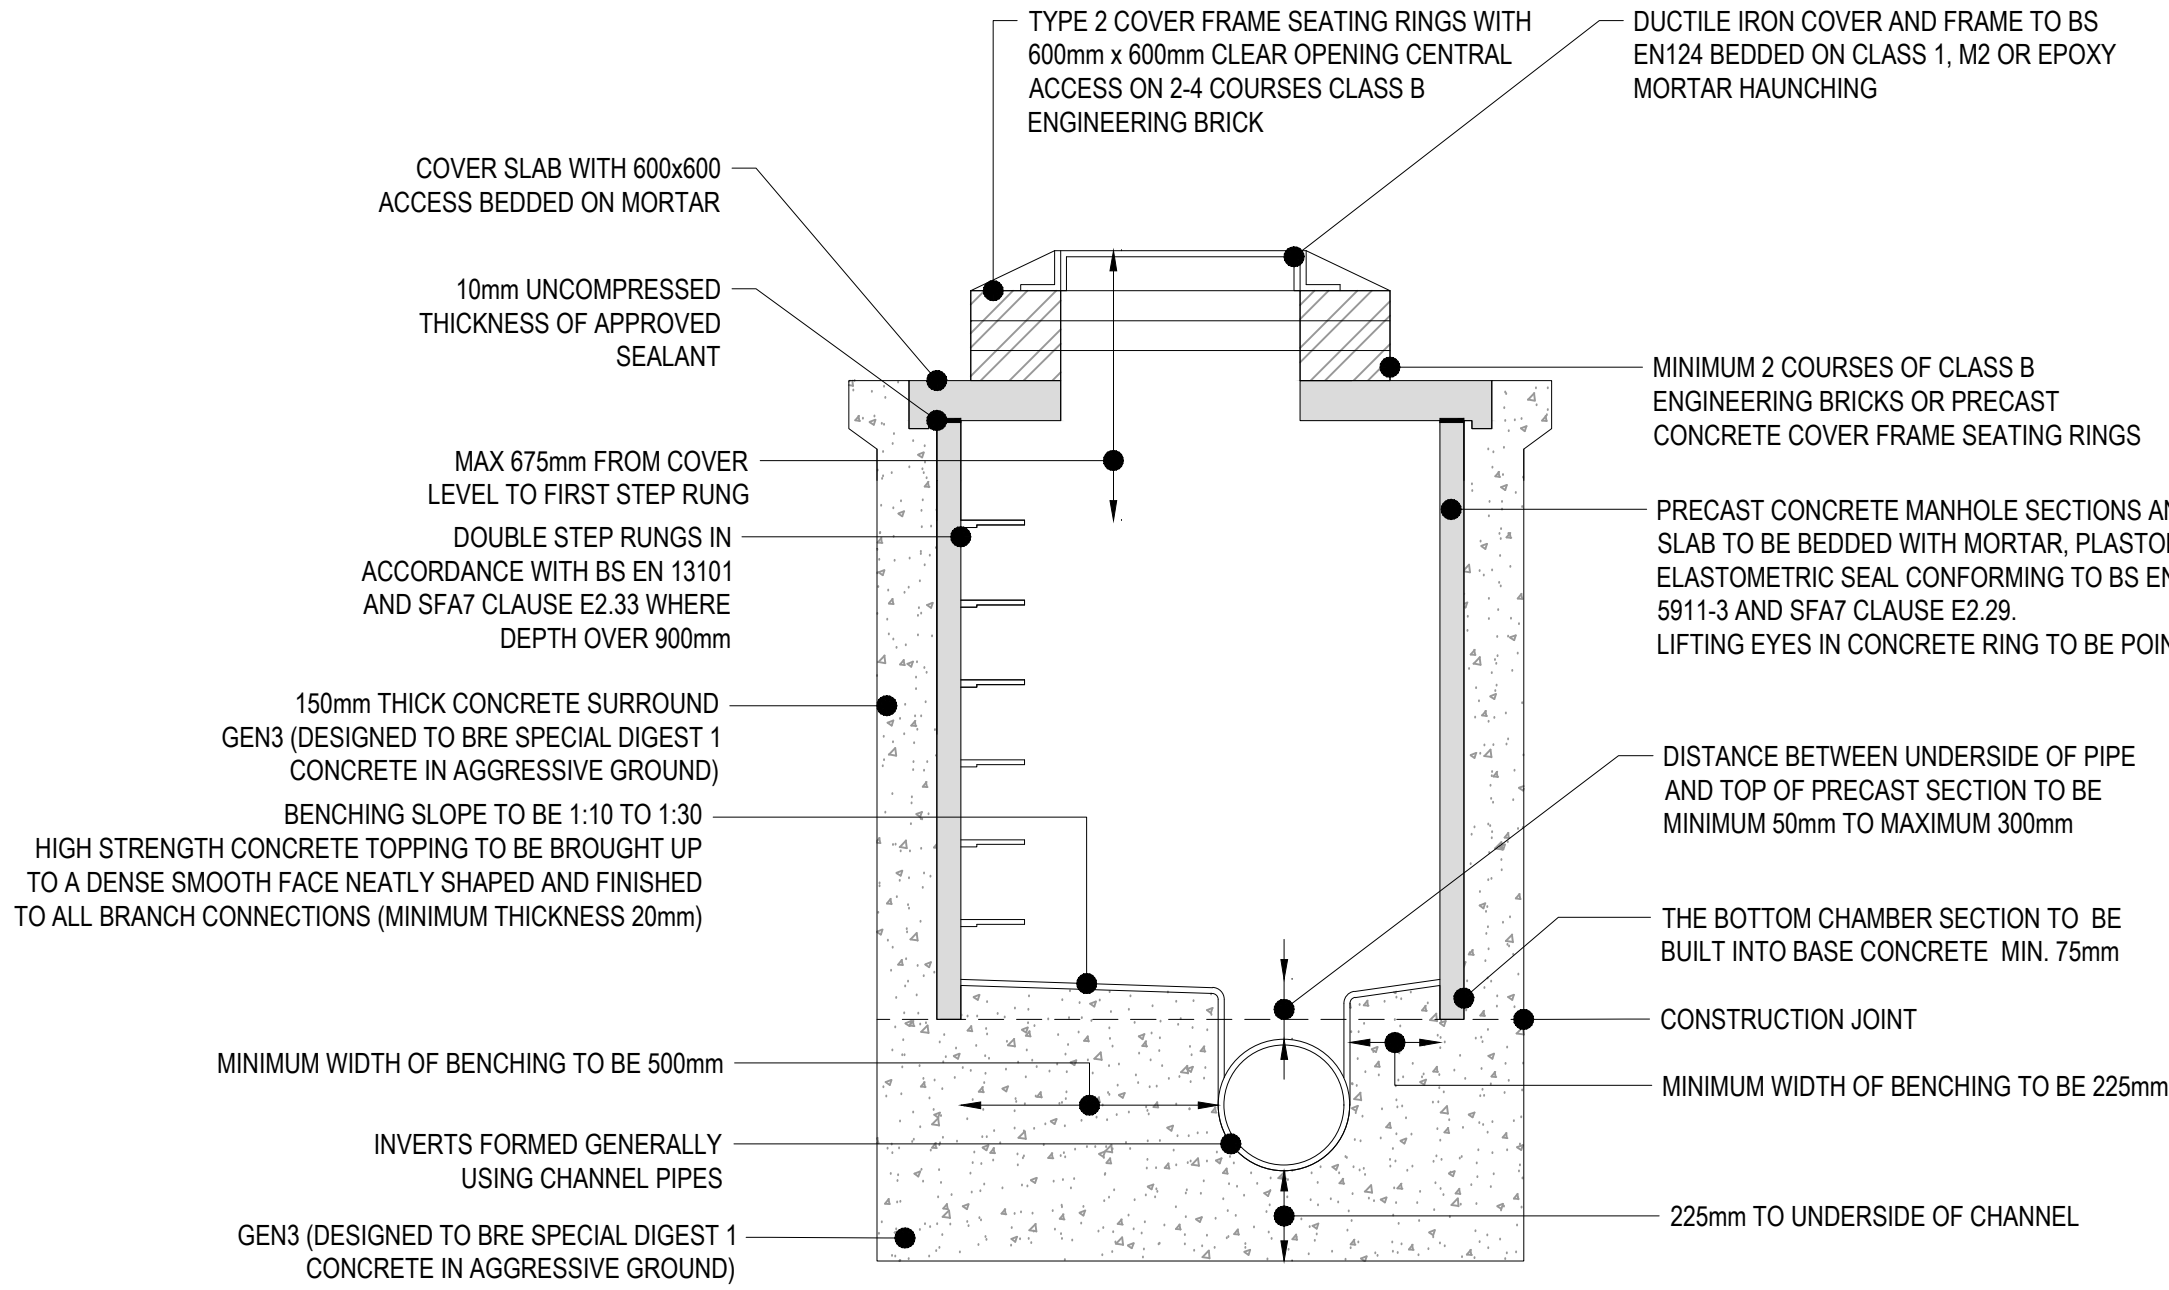 TYPE 2 COVER FRAME SEATING RINGS WITH
600mm x 600mm CLEAR OPENING CENTRAL
ACCESS ON 2-4 COURSES CLASS B
ENGINEERING BRICK
DUCTILE IRON COVER AND FRAME TO BS
EN124 BEDDED ON CLASS 1, M2 OR EPOXY
MORTAR HAUNCHING
COVER SLAB WITH 600x600
ACCESS BEDDED ON MORTAR
10mm UNCOMPRESSED
THICKNESS OF APPROVED
SEALANT
MINIMUM 2 COURSES OF CLASS B
ENGINEERING BRICKS OR PRECAST
CONCRETE COVER FRAME SEATING RINGS
MAX 675mm FROM COVER
LEVEL TO FIRST STEP RUNG
DOUBLE STEP RUNGS IN
ACCORDANCE WITH BS EN 13101
AND SFA7 CLAUSE E2.33 WHERE
DEPTH OVER 900mm
PRECAST CONCRETE MANHOLE SECTIONS
SLAB TO BE BEDDED WITH MORTAR,
ELASTOMETRIC SEAL CONFORMING TO BS
5911-3 AND SFA7 CLAUSE E2.29.
LIFTING EYES IN CONCRETE RING TO BE
150mm THICK CONCRETE SURROUND
GEN3 (DESIGNED TO BRE SPECIAL DIGEST 1
CONCRETE IN AGGRESSIVE GROUND)
DISTANCE BETWEEN UNDERSIDE OF PIPE
AND TOP OF PRECAST SECTION TO BE
MINIMUM 50mm TO MAXIMUM 300mm
BENCHING SLOPE TO BE 1:10 TO 1:30
HIGH STRENGTH CONCRETE TOPPING TO BE BROUGHT UP
TO A DENSE SMOOTH FACE NEATLY SHAPED AND FINISHED
TO ALL BRANCH CONNECTIONS (MINIMUM THICKNESS 20mm)
THE BOTTOM CHAMBER SECTION TO BE
BUILT INTO BASE CONCRETE MIN. 75mm
CONSTRUCTION JOINT
MINIMUM WIDTH OF BENCHING TO BE 500mm
MINIMUM WIDTH OF BENCHING TO BE 225mm
INVERTS FORMED GENERALLY
USING CHANNEL PIPES
225mm TO UNDERSIDE OF CHANNEL
GEN3 (DESIGNED TO BRE SPECIAL DIGEST 1
CONCRETE IN AGGRESSIVE GROUND)